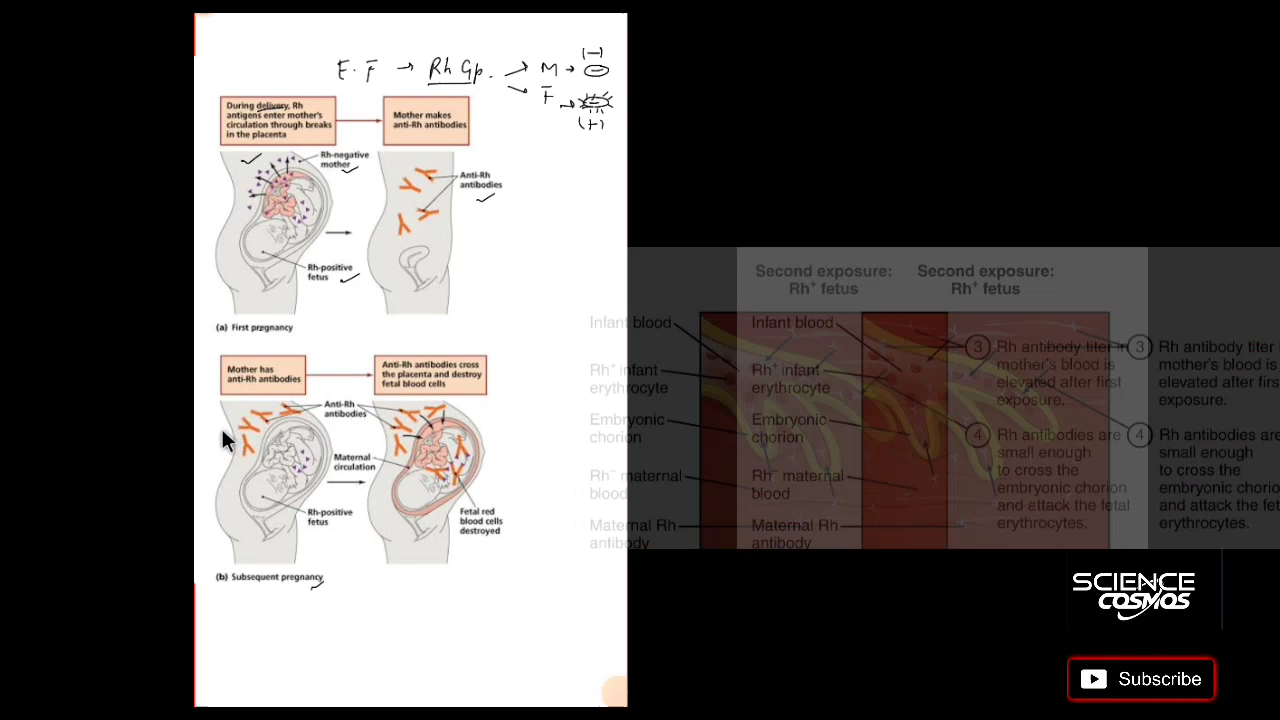 E.F → Rh Gp. → M → (-)
F → (+)
During delivery, Rh
antigens enter mother's
circulation through breaks
in the placenta
Mother makes
anti-Rh antibodies
Rh-negative
mother
Anti-Rh
antibodies
Rh-positive
fetus
(a) First pregnancy
Mother has
anti-Rh antibodies
Anti-Rh antibodies cross
the placenta and destroy
fetal blood cells
Anti-Rh
antibodies
Maternal
circulation
Rh-positive
fetus
Fetal red
blood cells
destroyed
(b) Subsequent pregnancy
Second exposure:
Rh+ fetus
Second exposure:
Rh+ fetus
Infant blood
Rh+ infant
erythrocyte
Embryonic
chorion
Rh- maternal
blood
Maternal Rh
antibody
Infant blood
Rh+ infant
erythrocyte
Embryonic
chorion
Rh- maternal
blood
Maternal Rh
antibody
3 Rh antibody titer in
mother's blood is
elevated after first
exposure.
4 Rh antibodies are
small enough
to cross the
embryonic chorion
and attack the fetal
erythrocytes.
3 Rh antibody titer
mother's blood is
elevated after first
exposure.
4 Rh antibodies are
small enough
to cross the
embryonic chorio
and attack the fet
erythrocytes.
SCIENCE
COSMOS
Subscribe